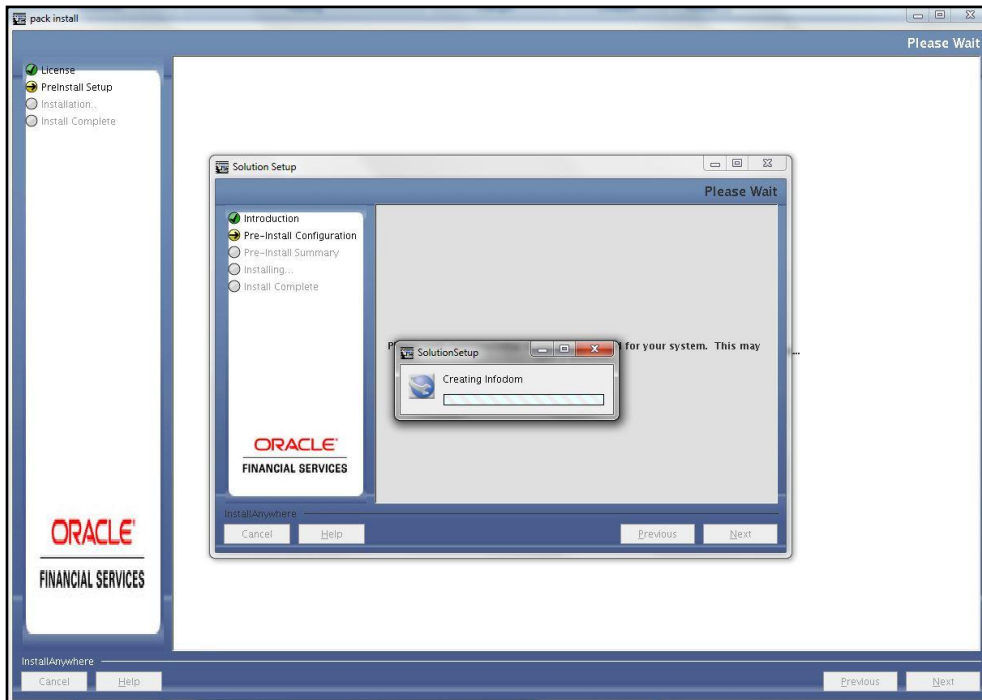 pack install
Please Wait
License
PreInstall Setup
Installation..
Install Complete
Solution Setup
Please Wait
Introduction
Pre-Install Configuration
Pre-Install Summary
Installing...
Install Complete
for your system. This may
...
SolutionSetup
Creating Infodom
ORACLE
FINANCIAL SERVICES
InstallAnywhere
Cancel
Help
Previous
Next
ORACLE
FINANCIAL SERVICES
InstallAnywhere
Cancel
Help
Previous
Next